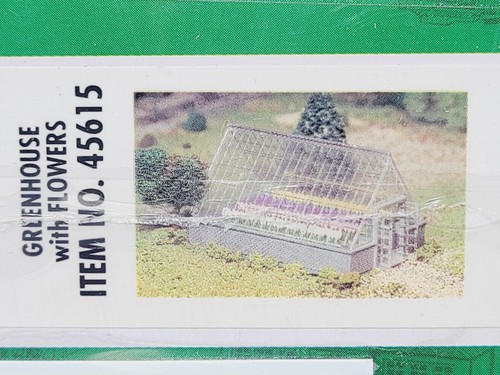 GREENHOUSE
with FLOWERS
ITEM NO. 45615